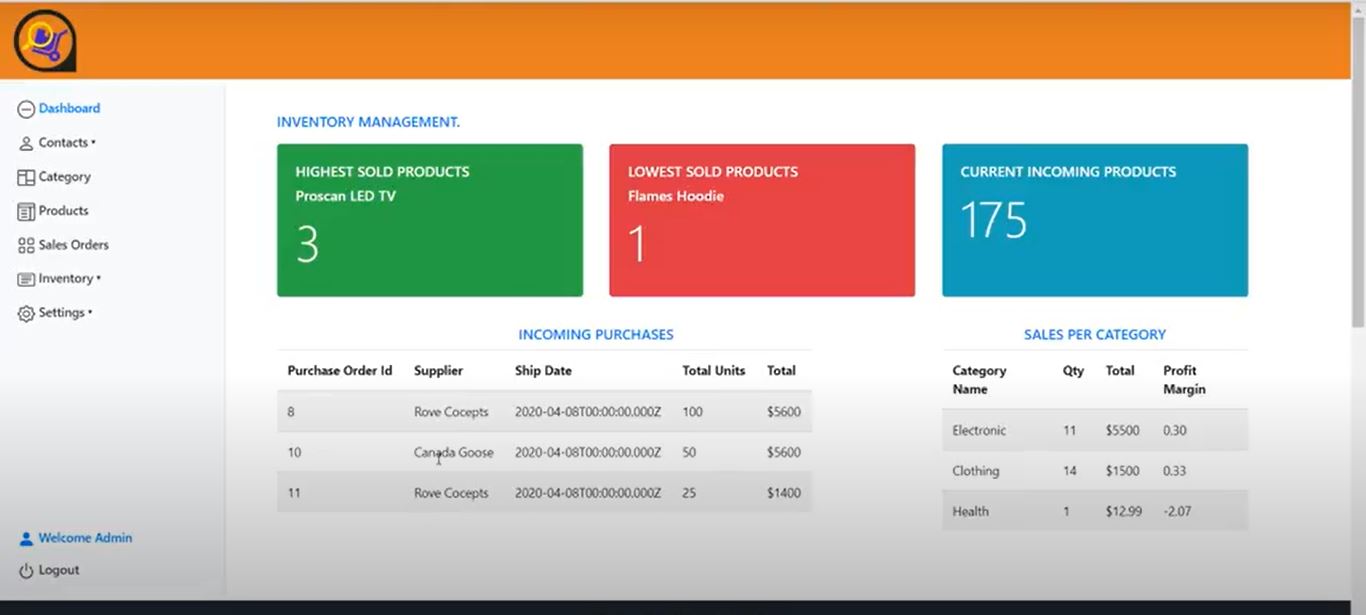 Dashboard
Contacts
Category
Products
Sales Orders
Inventory
Settings
Welcome Admin
Logout
INVENTORY MANAGEMENT.
HIGHEST SOLD PRODUCTS
Proscan LED TV
3
LOWEST SOLD PRODUCTS
Flames Hoodie
1
CURRENT INCOMING PRODUCTS
175
INCOMING PURCHASES
Purchase Order Id Supplier Ship Date Total Units Total
8 Rove Cocepts 2020-04-08T00:00:00.000Z 100 $5600
10 Canada Goose 2020-04-08T00:00:00.000Z 50 $5600
11 Rove Cocepts 2020-04-08T00:00:00.000Z 25 $1400
SALES PER CATEGORY
Category Qty Total Profit
Name Margin
Electronic 11 $5500 0.30
Clothing 14 $1500 0.33
Health 1 $12.99 -2.07